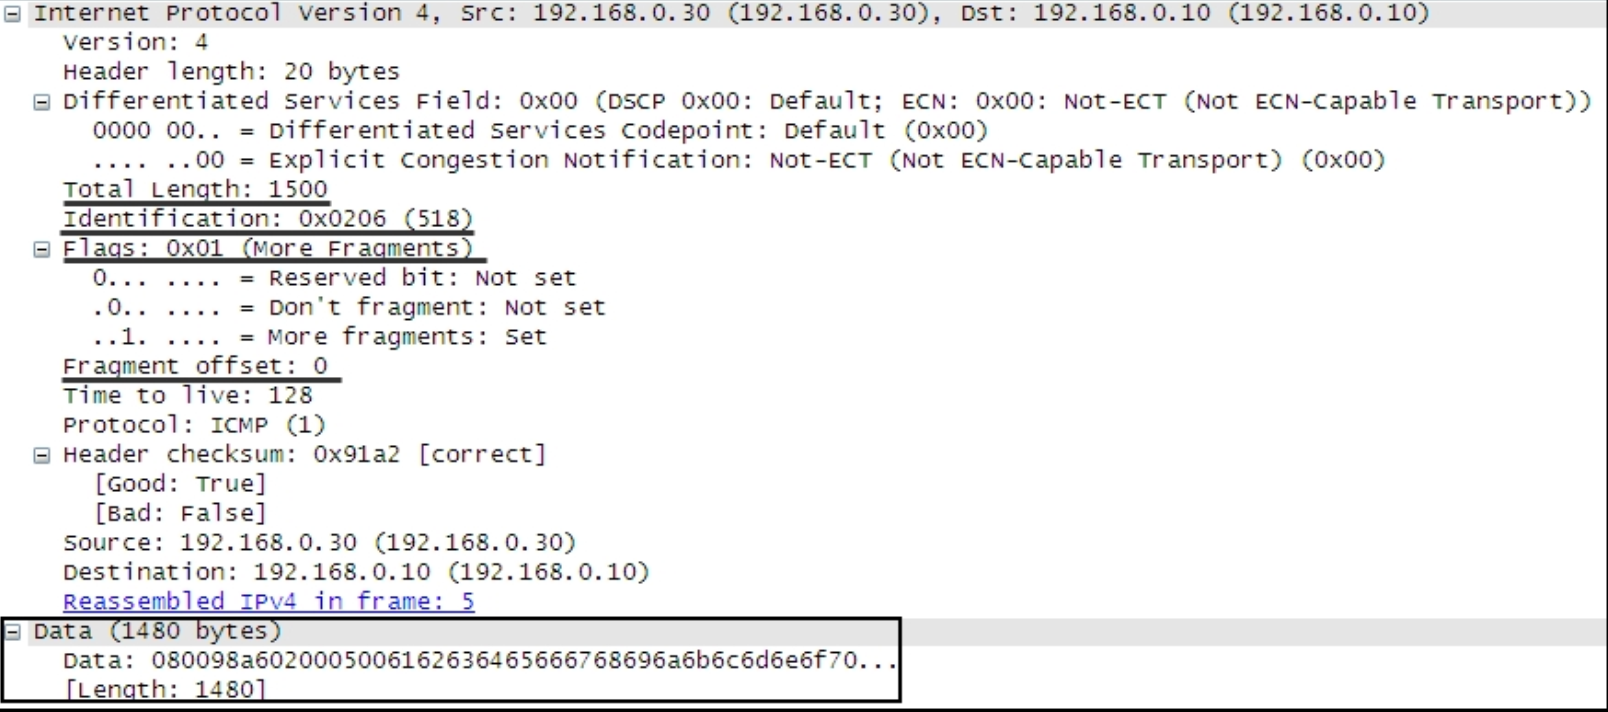 Internet Protocol Version 4, Src: 192.168.0.30 (192.168.0.30), Dst: 192.168.0.10 (192.168.0.10)
Version: 4
Header length: 20 bytes
Differentiated Services Field: 0x00 (DSCP 0x00: Default; ECN: 0x00: Not-ECT (Not ECN-Capable Transport))
0000 00.. = Differentiated Services Codepoint: Default (0x00)
.... ..00 = Explicit Congestion Notification: Not-ECT (Not ECN-Capable Transport) (0x00)
Total Length: 1500
Identification: 0x0206 (518)
Flags: 0x01 (More Fragments)
0... .... = Reserved bit: Not set
.0.. .... = Don't fragment: Not set
..1. .... = More fragments: Set
Fragment offset: 0
Time to live: 128
Protocol: ICMP (1)
Header checksum: 0x91a2 [correct]
[Good: True]
[Bad: False]
Source: 192.168.0.30 (192.168.0.30)
Destination: 192.168.0.10 (192.168.0.10)
Reassembled IPv4 in frame: 5
Data (1480 bytes)
Data: 080098a6020005006162636465666768696a6b6c6d6e6f70...
[Length: 1480]